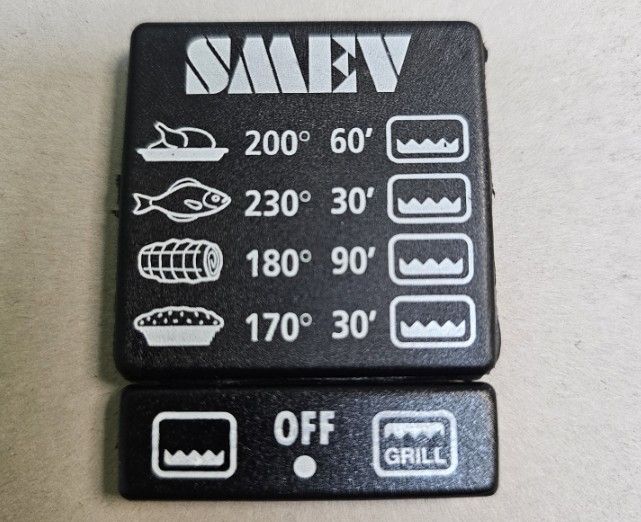 SMEV
200° 60′
230° 30′
180° 90′
170° 30′
OFF
GRILL